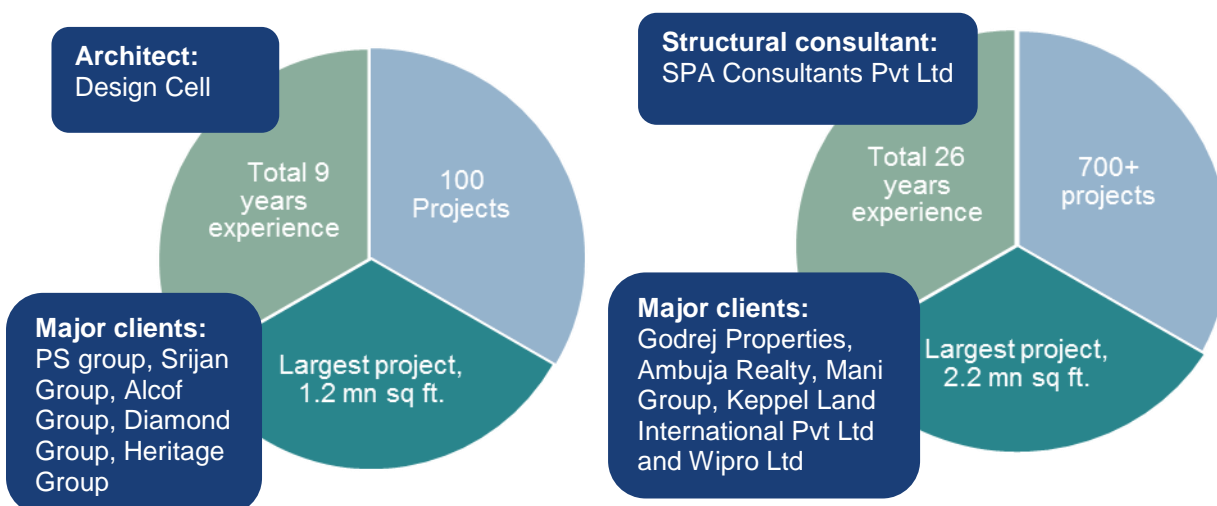 Architect:
Design Cell
Total 9
years
experience
100
Projects
Largest project,
1.2 mn sq ft.
Major clients:
PS group, Srijan
Group, Alcof
Group, Diamond
Group, Heritage
Group
Structural consultant:
SPA Consultants Pvt Ltd
Total 26
years
experience
700+
projects
Largest project,
2.2 mn sq ft.
Major clients:
Godrej Properties,
Ambuja Realty, Mani
Group, Keppel Land
International Pvt Ltd
and Wipro Ltd